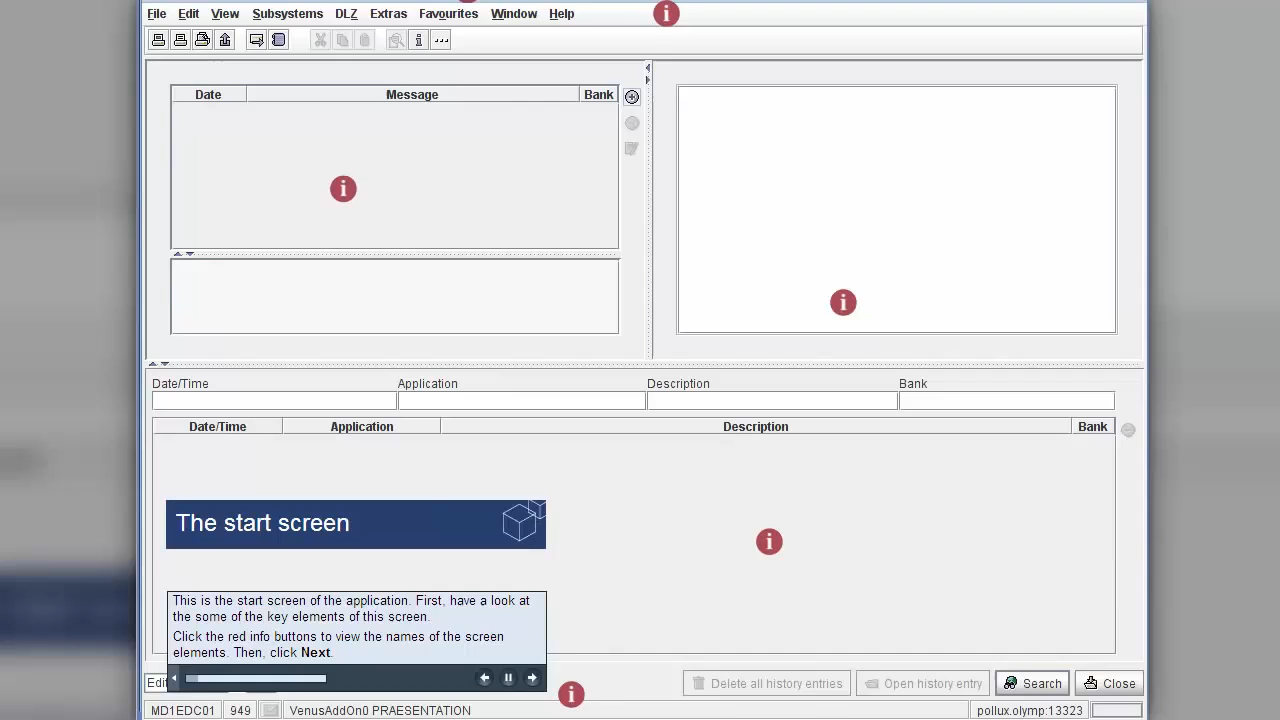 File Edit View Subsystems DLZ Extras Favourites Window Help
Date Message Bank
Date/Time Application Description Bank
Date/Time Application Description Bank
The start screen
This is the start screen of the application. First, have a look at
the some of the key elements of this screen.
Click the red info buttons to view the names of the screen
elements. Then, click Next.
Delete all history entries Open history entry Search Close
MD1EDC01 949 VenusAddOn0 PRAESENTATION pollux.olymp:13323